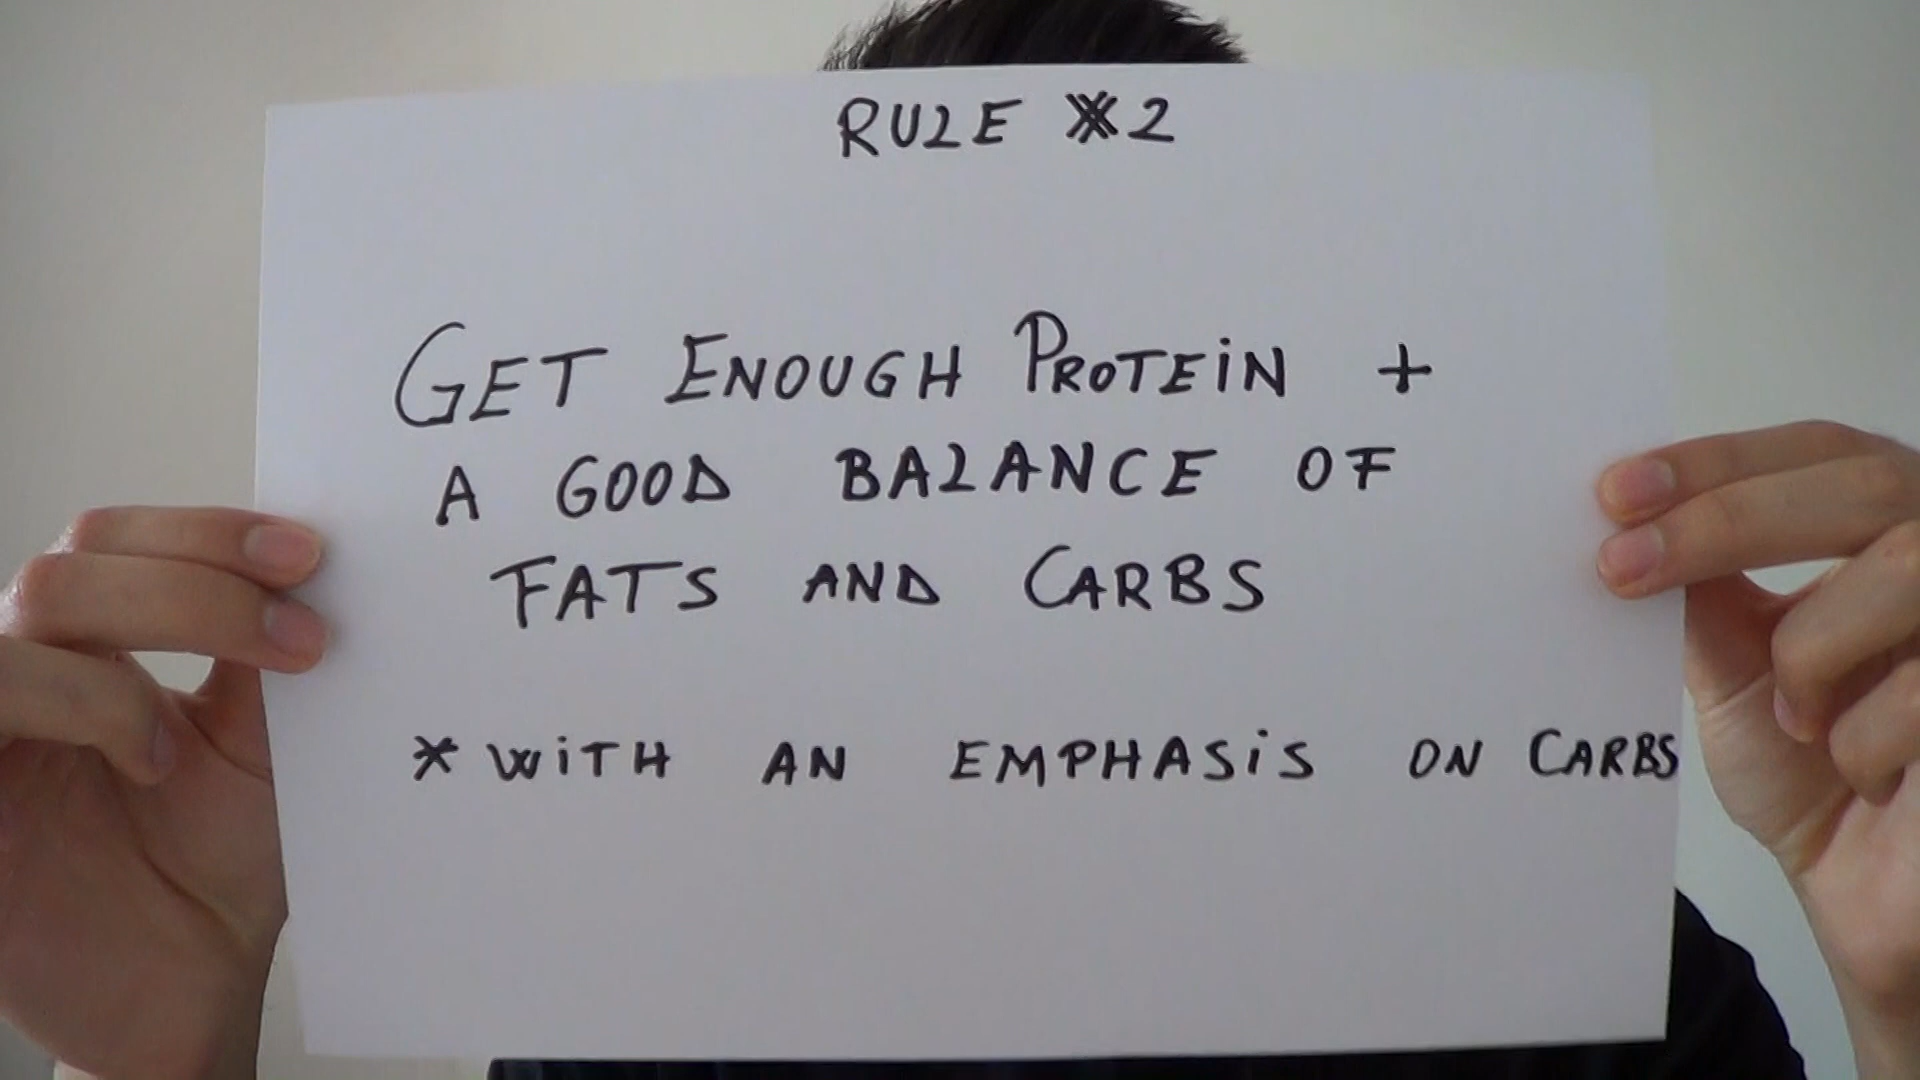 RULE #2
GET ENOUGH PROTEIN +
A GOOD BALANCE OF
FATS AND CARBS
* WITH AN EMPHASIS ON CARBS